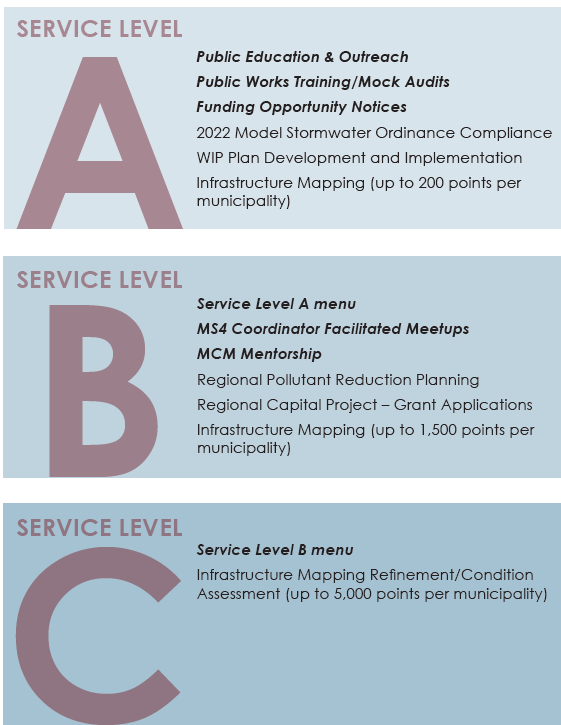 SERVICE LEVEL
A
Public Education & Outreach
Public Works Training/Mock Audits
Funding Opportunity Notices
2022 Model Stormwater Ordinance Compliance
WIP Plan Development and Implementation
Infrastructure Mapping (up to 200 points per
municipality)
SERVICE LEVEL
B
Service Level A menu
MS4 Coordinator Facilitated Meetups
MCM Mentorship
Regional Pollutant Reduction Planning
Regional Capital Project – Grant Applications
Infrastructure Mapping (up to 1,500 points per
municipality)
SERVICE LEVEL
C
Service Level B menu
Infrastructure Mapping Refinement/Condition
Assessment (up to 5,000 points per municipality)